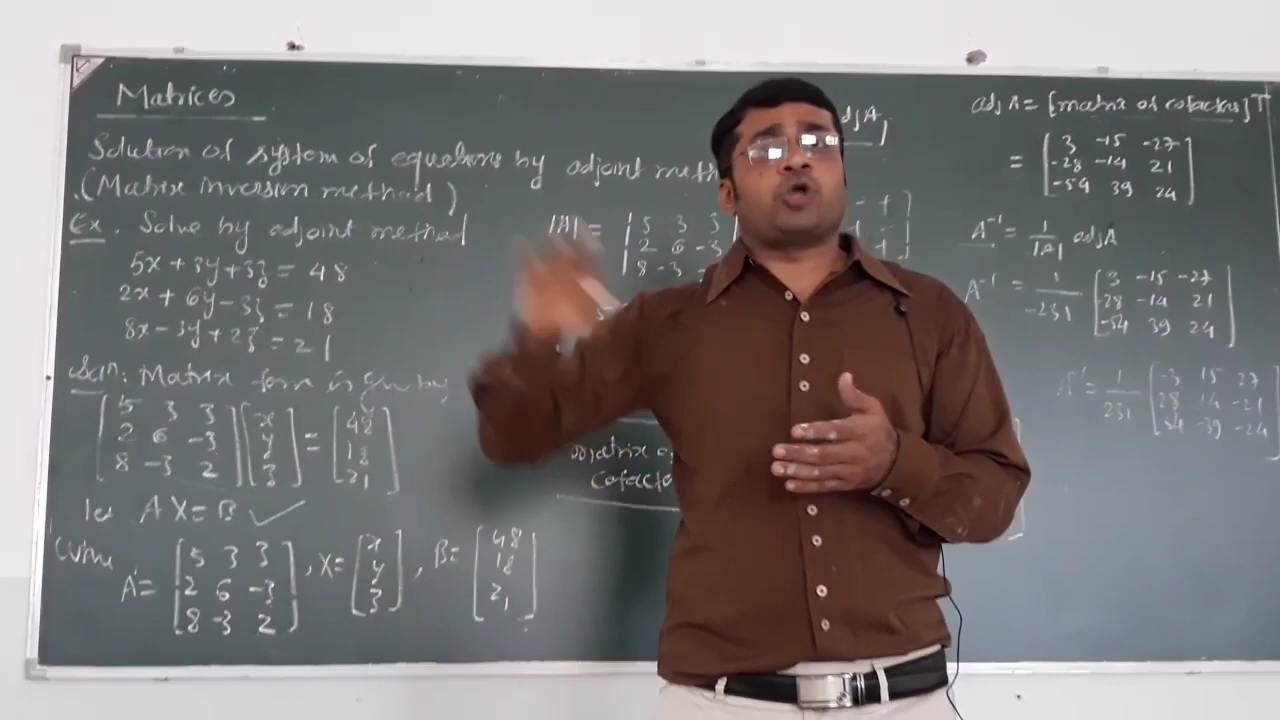 Matrices
Solution of system of equations by adjoint
(Matrix inversion method)
Ex. Solve by adjoint method
5x + 3y + 3z = 48
2x + 6y - 3z = 18
8x - 3y + 2z = 21
Soln: Matrix form is given by
[5 3 3] [x] = [48]
[2 6 -3] [y] [18]
[8 -3 2] [z] [21]
let AX = B ✓
A = [5 3 3], X = [x], B = [48]
[2 6 -3] [y] [18]
[8 -3 2] [z] [21]
|A| = | 5 3 3
2 6 -3
8 -3
matrix
adj A = [matrix of cofactors]T
= [3 -15 -27]
[-28 -14 21]
[-54 39 24]
A⁻¹ = 1/|A| adj A
A⁻¹ = 1/-231 [3 -15 -27]
[-28 -14 21]
[-54 39 24]
A⁻¹ = 1/231 [-3 15 27]
[28 14 -21]
[54 -39 -24]